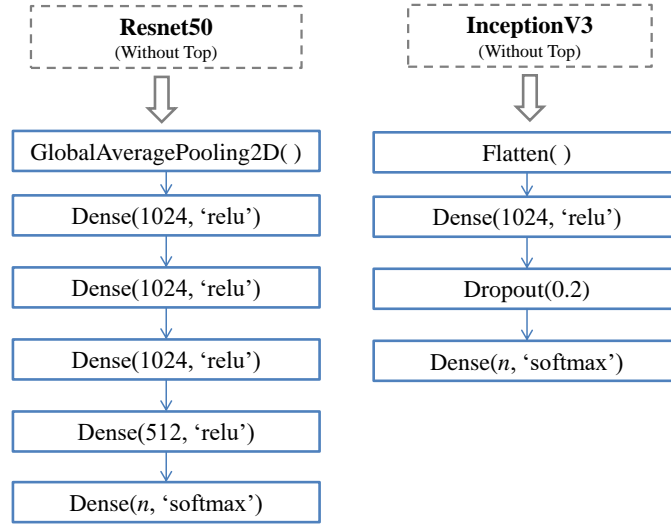 Resnet50
(Without Top)
GlobalAveragePooling2D( )
Dense(1024, ‘relu’)
Dense(1024, ‘relu’)
Dense(1024, ‘relu’)
Dense(512, ‘relu’)
Dense(n, ‘softmax’)
InceptionV3
(Without Top)
Flatten( )
Dense(1024, ‘relu’)
Dropout(0.2)
Dense(n, ‘softmax’)